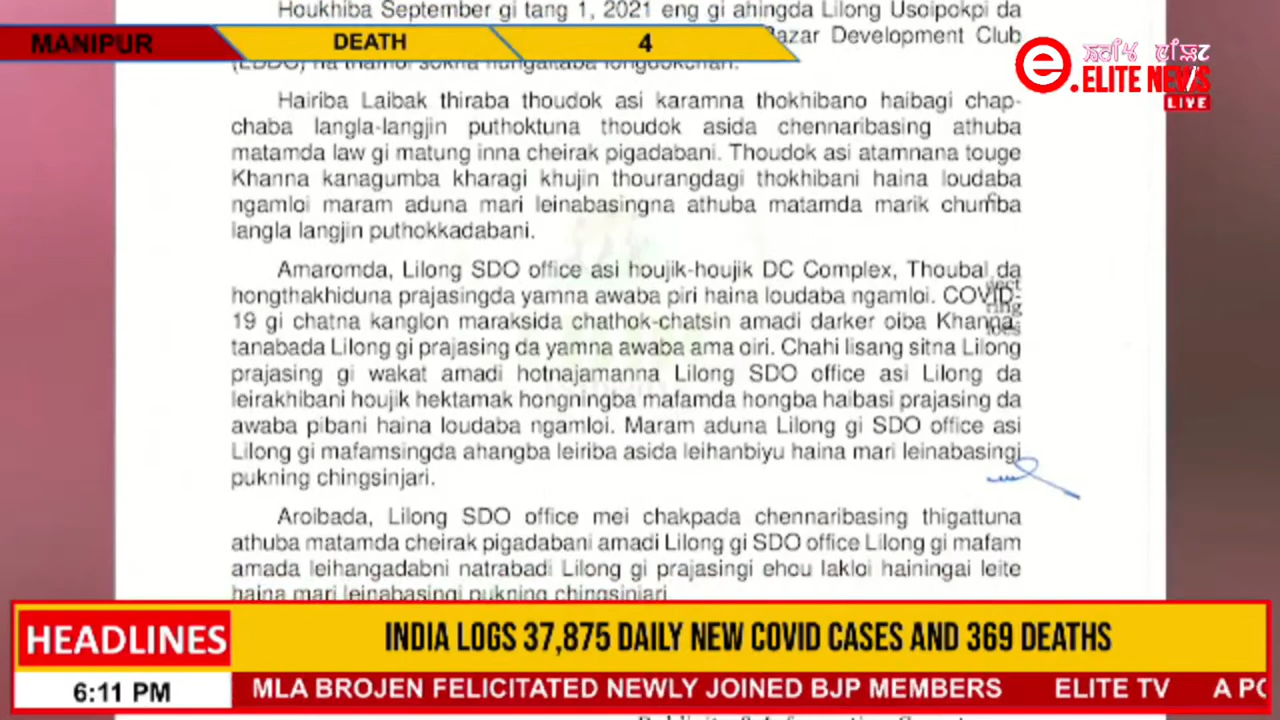 Houkhiba September gi tang 1, 2021 eng gi ahingda Lilong Usoipokpi da
MANIPUR DEATH 4
Bazar Development Club
ꯏꯂꯥꯏꯠ
ELITE NEWS
LIVE
Hairiba Laibak thiraba thoudok asi karamna thokhibano haibagi chap-
chaba langla-langjin puthoktuna thoudok asida chennaribasing athuba
matamda law gi matung inna cheirak pigadabani. Thoudok asi atamnana touge
Khanna kanagumba kharagi khujin thourangdagi thokhibani haina loudaba
ngamloi maram aduna mari leinabasingna athuba matamda marik chumba
langla langjin puthokkadabani.
Amaromda, Lilong SDO office asi houjik-houjik DC Complex, Thoubal da
hongthakhiduna prajasingda yamna awaba piri haina loudaba ngamloi. COVID-
19 gi chatna kanglon maraksida chathok-chatsin amadi darker oiba Khanna-
tanabada Lilong gi prajasing da yamna awaba ama oiri. Chahi lisang sitna Lilong
prajasing gi wakat amadi hotnajamanna Lilong SDO office asi Lilong da
leirakhibani houjik hektamak hongningba mafamda hongba haibasi prajasing da
awaba pibani haina loudaba ngamloi. Maram aduna Lilong gi SDO office asi
Lilong gi mafamsingda ahangba leiriba asida leihanbiyu haina mari leinabasingi
pukning chingsinjari.
Aroibada, Lilong SDO office mei chakpada chennaribasing thigattuna
athuba matamda cheirak pigadabani amadi Lilong gi SDO office Lilong gi mafam
amada leihangadabni natrabadi Lilong gi prajasingi ehou lakloi hainingai leite
haina mari leinabasingi pukning chingsinjari
HEADLINES INDIA LOGS 37,875 DAILY NEW COVID CASES AND 369 DEATHS
6:11 PM MLA BROJEN FELICITATED NEWLY JOINED BJP MEMBERS ELITE TV A PO